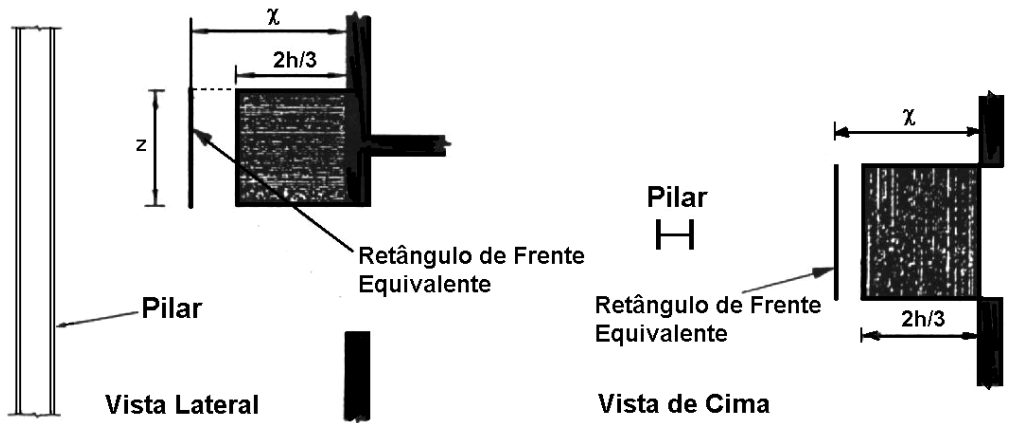 χ
2h/3
z
Retângulo de Frente
Equivalente
Pilar
Vista Lateral
χ
Pilar
Retângulo de Frente
Equivalente
2h/3
Vista de Cima